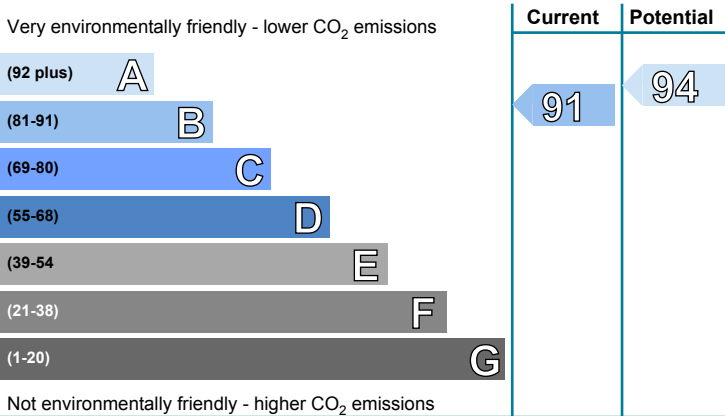 Very environmentally friendly - lower CO2 emissions
Current
Potential
(92 plus) A
(81-91) B
(69-80) C
(55-68) D
(39-54 E
(21-38) F
(1-20) G
91
94
Not environmentally friendly - higher CO2 emissions